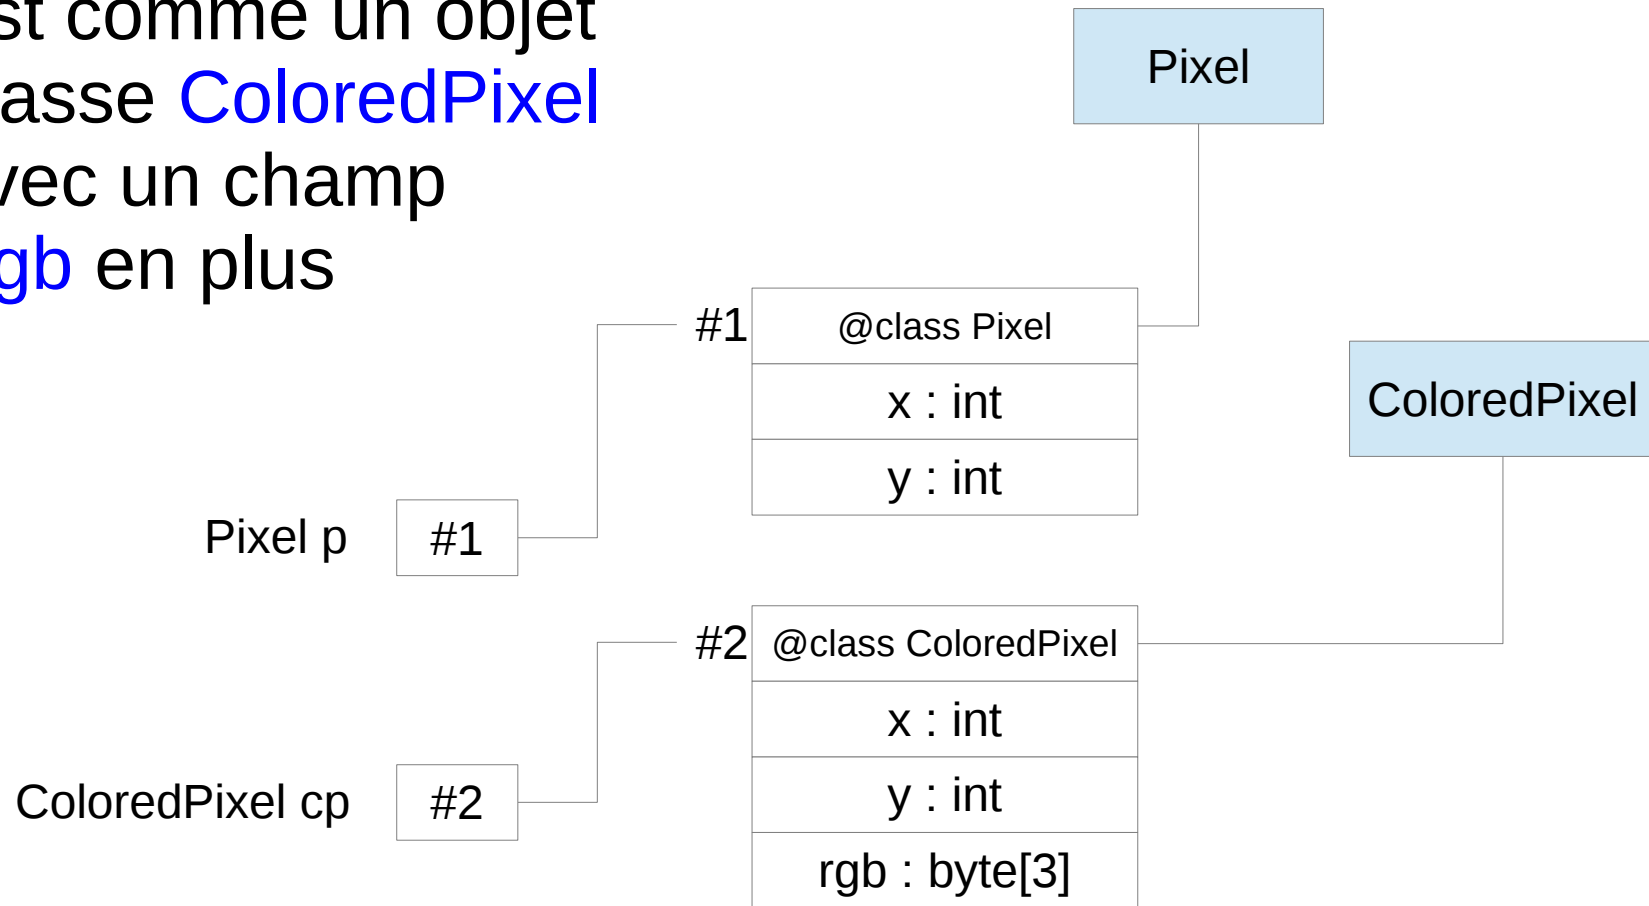 st comme un objet
asse ColoredPixel
vec un champ
gb en plus
Pixel
#1
@class Pixel
x : int
y : int
ColoredPixel
Pixel p
#1
#2
@class ColoredPixel
x : int
y : int
rgb : byte[3]
ColoredPixel cp
#2